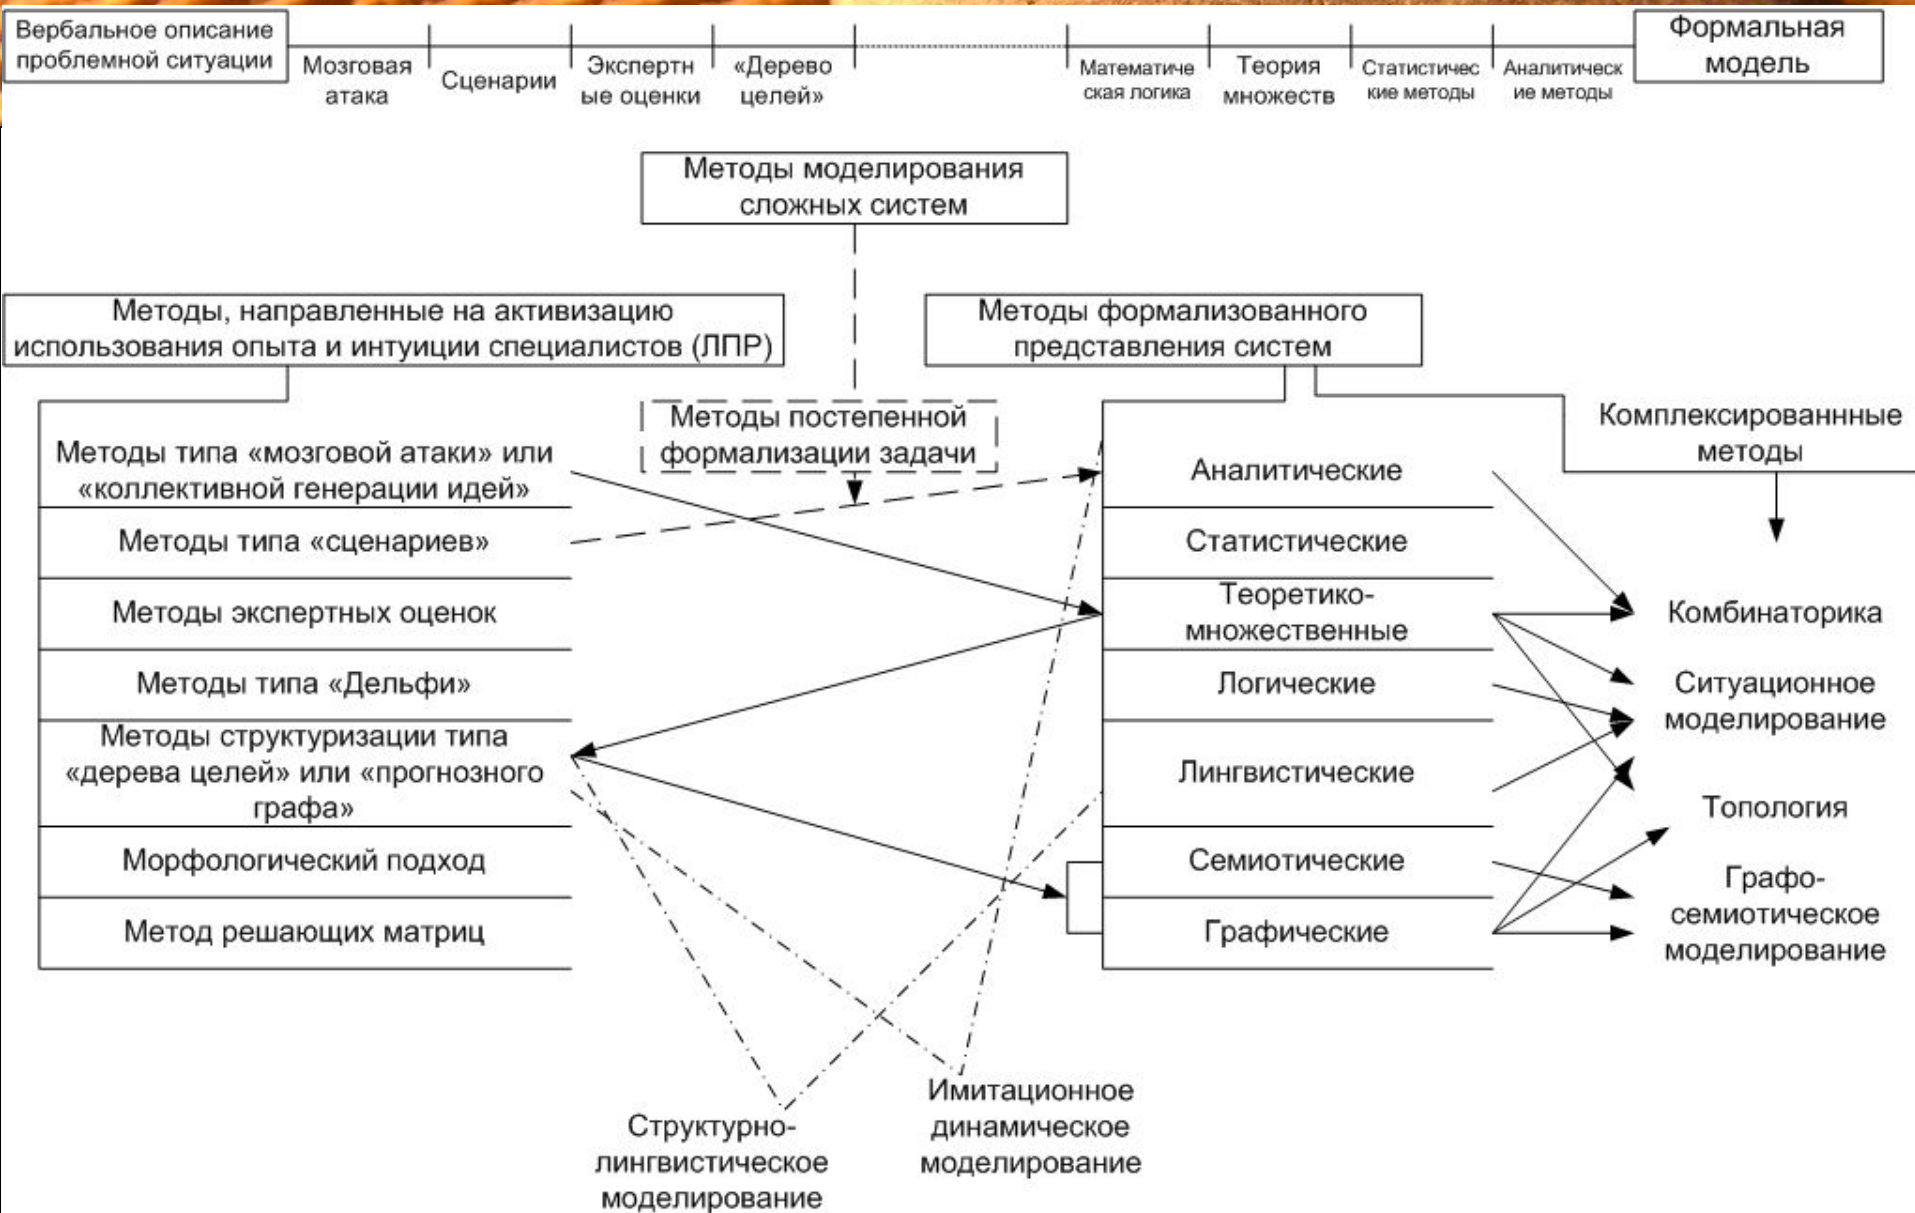 Вербальное описание
проблемной ситуации
Мозговая
атака
Сценарии
Экспертн
ые оценки
«Дерево
целей»
Математиче
ская логика
Теория
множеств
Статистичес
кие методы
Аналитическ
ие методы
Формальная
модель
Методы моделирования
сложных систем
Методы, направленные на активизацию
использования опыта и интуиции специалистов (ЛПР)
Методы формализованного
представления систем
Методы постепенной
формализации задачи
Комплексированнные
методы
Методы типа «мозговой атаки» или
«коллективной генерации идей»
Методы типа «сценариев»
Методы экспертных оценок
Методы типа «Дельфи»
Методы структуризации типа
«дерева целей» или «прогнозного
графа»
Морфологический подход
Метод решающих матриц
Аналитические
Статистические
Теоретико-
множественные
Логические
Лингвистические
Семиотические
Графические
Комбинаторика
Ситуационное
моделирование
Топология
Графо-
семиотическое
моделирование
Структурно-
лингвистическое
моделирование
Имитационное
динамическое
моделирование